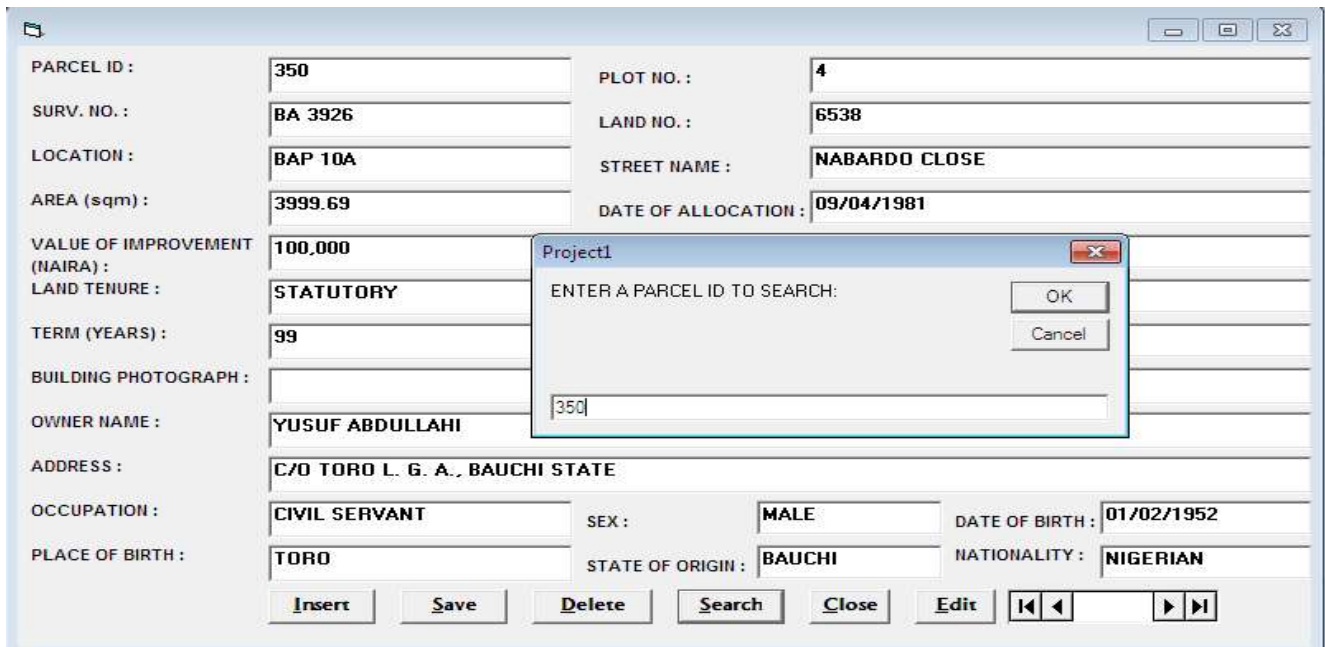 PARCEL ID : 350 PLOT NO. : 4
SURV. NO. : BA 3926 LAND NO. : 6538
LOCATION : BAP 10A STREET NAME : NABARDO CLOSE
AREA (sqm) : 3999.69 DATE OF ALLOCATION : 09/04/1981
VALUE OF IMPROVEMENT
(NAIRA) : 100,000
LAND TENURE : STATUTORY
TERM (YEARS) : 99
BUILDING PHOTOGRAPH :
OWNER NAME : YUSUF ABDULLAHI
Project1
ENTER A PARCEL ID TO SEARCH:
OK
Cancel
350
ADDRESS : C/O TORO L. G. A., BAUCHI STATE
OCCUPATION : CIVIL SERVANT SEX : MALE DATE OF BIRTH : 01/02/1952
PLACE OF BIRTH : TORO STATE OF ORIGIN : BAUCHI NATIONALITY : NIGERIAN
Insert Save Delete Search Close Edit